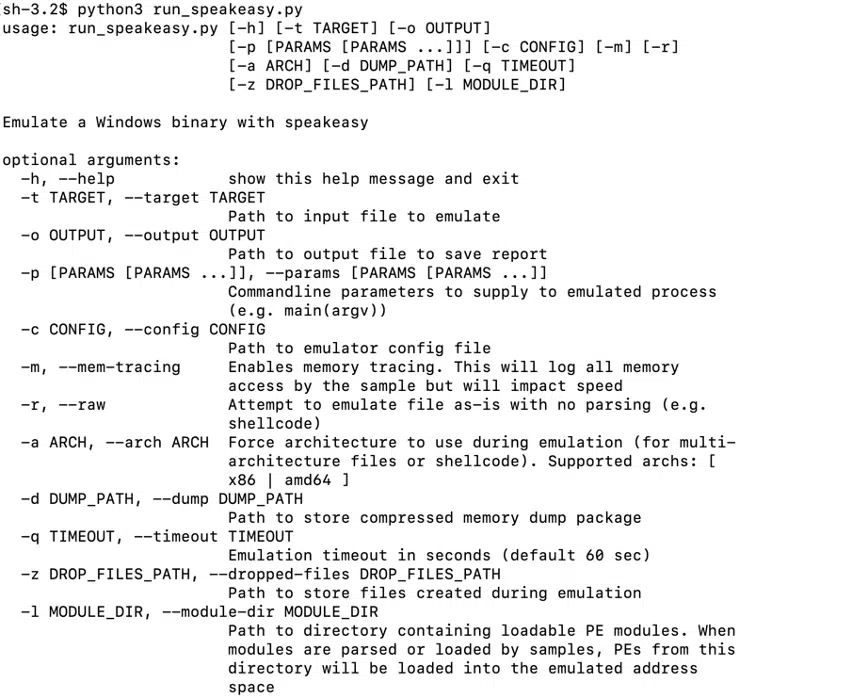 sh-3.2$ python3 run_speakeasy.py
usage: run_speakeasy.py [-h] [-t TARGET] [-o OUTPUT]
                        [-p [PARAMS [PARAMS ...]]] [-c CONFIG] [-m] [-r]
                        [-a ARCH] [-d DUMP_PATH] [-q TIMEOUT]
                        [-z DROP_FILES_PATH] [-l MODULE_DIR]

Emulate a Windows binary with speakeasy

optional arguments:
  -h, --help            show this help message and exit
  -t TARGET, --target TARGET
                        Path to input file to emulate
  -o OUTPUT, --output OUTPUT
                        Path to output file to save report
  -p [PARAMS [PARAMS ...]], --params [PARAMS [PARAMS ...]]
                        Commandline parameters to supply to emulated process
                        (e.g. main(argv))
  -c CONFIG, --config CONFIG
                        Path to emulator config file
  -m, --mem-tracing     Enables memory tracing. This will log all memory
                        access by the sample but will impact speed
  -r, --raw             Attempt to emulate file as-is with no parsing (e.g.
                        shellcode)
  -a ARCH, --arch ARCH  Force architecture to use during emulation (for multi-
                        architecture files or shellcode). Supported archs: [
                        x86 | amd64 ]
  -d DUMP_PATH, --dump DUMP_PATH
                        Path to store compressed memory dump package
  -q TIMEOUT, --timeout TIMEOUT
                        Emulation timeout in seconds (default 60 sec)
  -z DROP_FILES_PATH, --dropped-files DROP_FILES_PATH
                        Path to store files created during emulation
  -l MODULE_DIR, --module-dir MODULE_DIR
                        Path to directory containing loadable PE modules. When
                        modules are parsed or loaded by samples, PEs from this
                        directory will be loaded into the emulated address
                        space